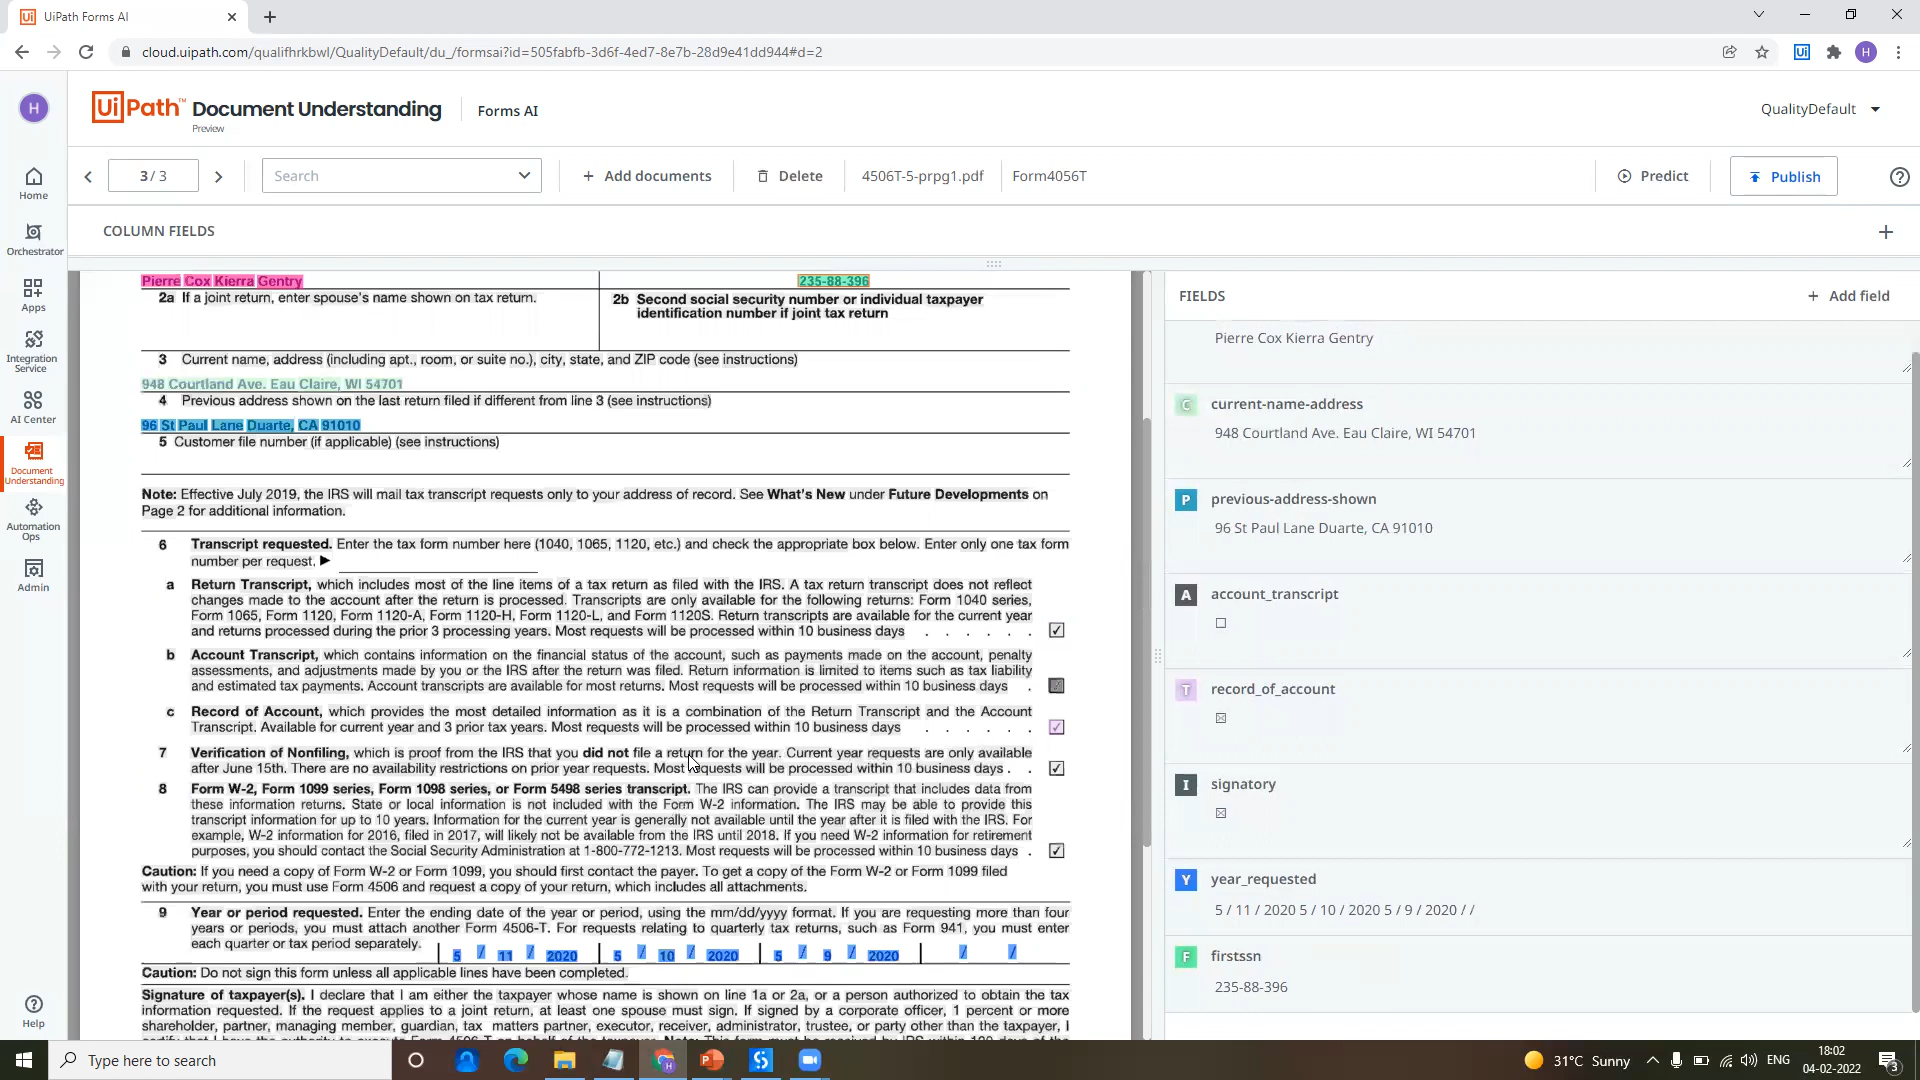 UiPath Forms AI
cloud.uipath.com/qualifhrkbwl/QualityDefault/du_/formsai?id=505fabfb-3d6f-4ed7-8e7b-28d9e41dd944#d=2
H
Home
Orchestrator
Apps
Integration Service
AI Center
Document Understanding
Automation Ops
Admin
Help
UiPath Document Understanding
Preview
Forms AI
QualityDefault
3 / 3
Search
+ Add documents
Delete
4506T-5-prpg1.pdf
Form4056T
Predict
Publish
COLUMN FIELDS
Pierre Cox Kierra Gentry
235-88-396
2a If a joint return, enter spouse's name shown on tax return.
2b Second social security number or individual taxpayer
identification number if joint tax return
3 Current name, address (including apt., room, or suite no.), city, state, and ZIP code (see instructions)
948 Courtland Ave. Eau Claire, WI 54701
4 Previous address shown on the last return filed if different from line 3 (see instructions)
96 St Paul Lane Duarte, CA 91010
5 Customer file number (if applicable) (see instructions)
Note: Effective July 2019, the IRS will mail tax transcript requests only to your address of record. See What's New under Future Developments on
Page 2 for additional information.
6 Transcript requested. Enter the tax form number here (1040, 1065, 1120, etc.) and check the appropriate box below. Enter only one tax form
number per request. ▶
a Return Transcript, which includes most of the line items of a tax return as filed with the IRS. A tax return transcript does not reflect
changes made to the account after the return is processed. Transcripts are only available for the following returns: Form 1040 series,
Form 1065, Form 1120, Form 1120-A, Form 1120-H, Form 1120-L, and Form 1120S. Return transcripts are available for the current year
and returns processed during the prior 3 processing years. Most requests will be processed within 10 business days . . . . . .
b Account Transcript, which contains information on the financial status of the account, such as payments made on the account, penalty
assessments, and adjustments made by you or the IRS after the return was filed. Return information is limited to items such as tax liability
and estimated tax payments. Account transcripts are available for most returns. Most requests will be processed within 10 business days .
c Record of Account, which provides the most detailed information as it is a combination of the Return Transcript and the Account
Transcript. Available for current year and 3 prior tax years. Most requests will be processed within 10 business days . . . . . .
7 Verification of Nonfiling, which is proof from the IRS that you did not file a return for the year. Current year requests are only available
after June 15th. There are no availability restrictions on prior year requests. Most requests will be processed within 10 business days . .
8 Form W-2, Form 1099 series, Form 1098 series, or Form 5498 series transcript. The IRS can provide a transcript that includes data from
these information returns. State or local information is not included with the Form W-2 information. The IRS may be able to provide this
transcript information for up to 10 years. Information for the current year is generally not available until the year after it is filed with the IRS. For
example, W-2 information for 2016, filed in 2017, will likely not be available from the IRS until 2018. If you need W-2 information for retirement
purposes, you should contact the Social Security Administration at 1-800-772-1213. Most requests will be processed within 10 business days .
Caution: If you need a copy of Form W-2 or Form 1099, you should first contact the payer. To get a copy of the Form W-2 or Form 1099 filed
with your return, you must use Form 4506 and request a copy of your return, which includes all attachments.
9 Year or period requested. Enter the ending date of the year or period, using the mm/dd/yyyy format. If you are requesting more than four
years or periods, you must attach another Form 4506-T. For requests relating to quarterly tax returns, such as Form 941, you must enter
each quarter or tax period separately.
5 / 11 / 2020 5 / 10 / 2020 5 / 9 / 2020 / /
Caution: Do not sign this form unless all applicable lines have been completed.
Signature of taxpayer(s). I declare that I am either the taxpayer whose name is shown on line 1a or 2a, or a person authorized to obtain the tax
information requested. If the request applies to a joint return, at least one spouse must sign. If signed by a corporate officer, 1 percent or more
shareholder, partner, managing member, guardian, tax matters partner, executor, receiver, administrator, trustee, or party other than the taxpayer, I
FIELDS
+ Add field
Pierre Cox Kierra Gentry
C current-name-address
948 Courtland Ave. Eau Claire, WI 54701
P previous-address-shown
96 St Paul Lane Duarte, CA 91010
A account_transcript
T record_of_account
I signatory
Y year_requested
5 / 11 / 2020 5 / 10 / 2020 5 / 9 / 2020 / /
F firstssn
235-88-396
Type here to search
31°C Sunny
ENG
18:02
04-02-2022
3